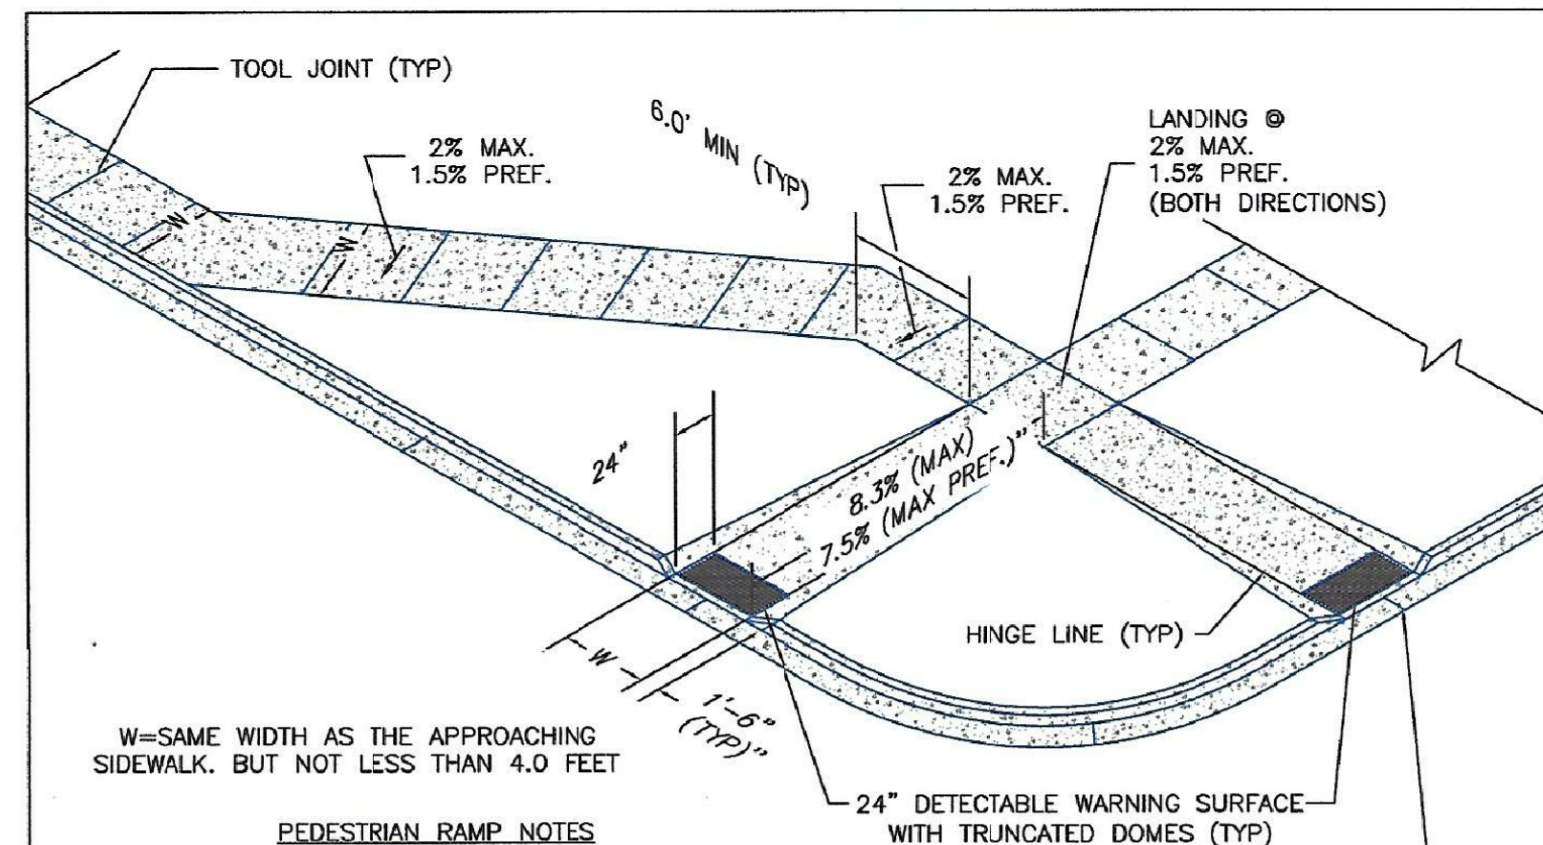 TOOL JOINT (TYP)
2% MAX.
1.5% PREF.
6.0' MIN (TYP)
2% MAX.
1.5% PREF.
LANDING @
2% MAX.
1.5% PREF.
(BOTH DIRECTIONS)
W
W
24"
8.3% (MAX)
7.5% (MAX PREF.)"
HINGE LINE (TYP)
W
1'-6"
(TYP)"
W=SAME WIDTH AS THE APPROACHING
SIDEWALK. BUT NOT LESS THAN 4.0 FEET
24" DETECTABLE WARNING SURFACE
WITH TRUNCATED DOMES (TYP)
PEDESTRIAN RAMP NOTES